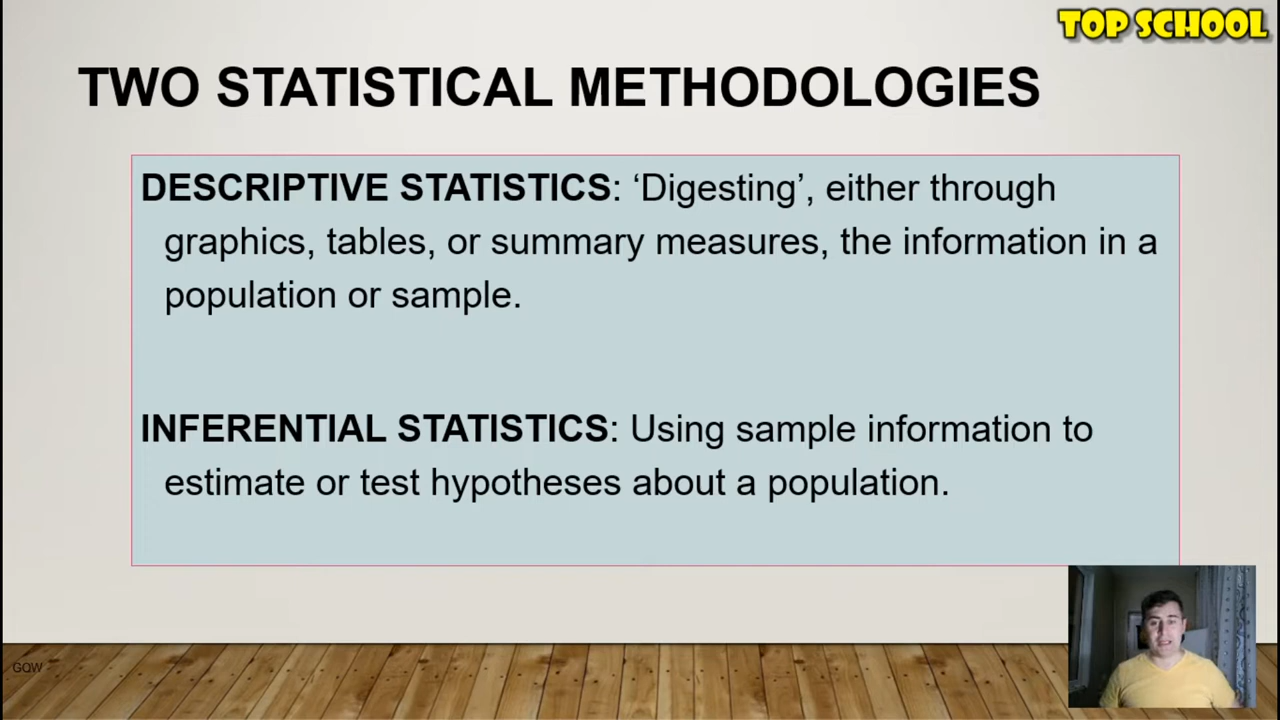 TOP SCHOOL
TWO STATISTICAL METHODOLOGIES
DESCRIPTIVE STATISTICS: ‘Digesting’, either through
graphics, tables, or summary measures, the information in a
population or sample.
INFERENTIAL STATISTICS: Using sample information to
estimate or test hypotheses about a population.
GQW